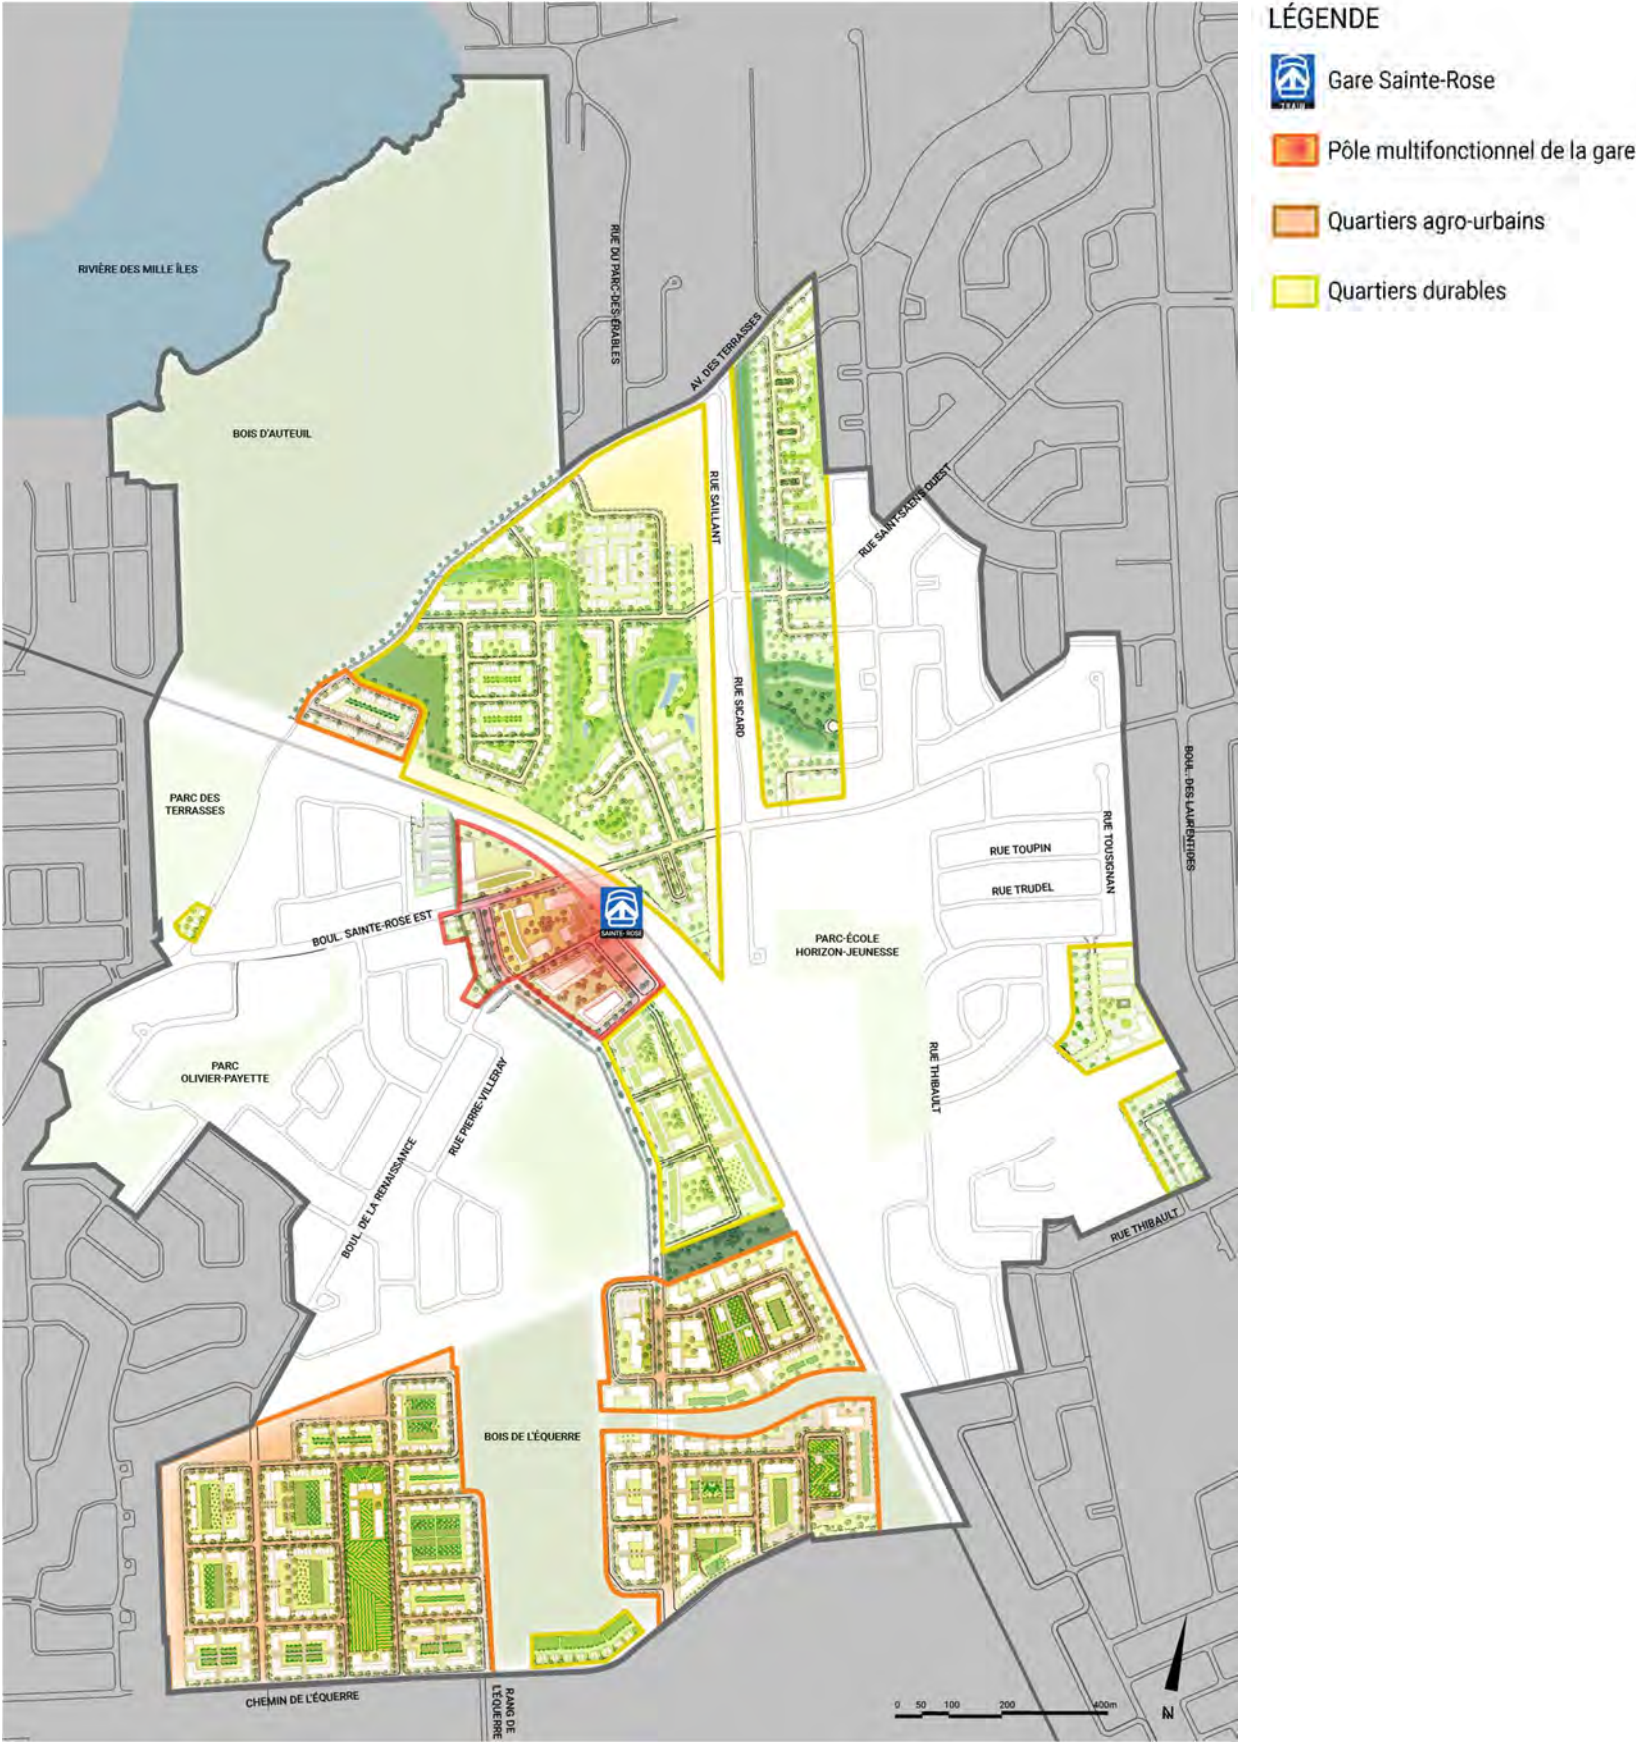 LÉGENDE
TRAIN
Gare Sainte-Rose
Pôle multifonctionnel de la gare
Quartiers agro-urbains
Quartiers durables
RIVIÈRE DES MILLE ÎLES
RUE DU PARC-DES-ÉRABLES
AV. DES TERRASSES
BOIS D'AUTEUIL
RUE SAILLANT
RUE SAINT-SAENS OUEST
RUE SICARD
PARC DES
TERRASSES
BOUL. DES LAURENTIDES
RUE TOUSIGNAN
RUE TOUPIN
RUE TRUDEL
BOUL. SAINTE-ROSE EST
SAINTE-ROSE
PARC-ÉCOLE
HORIZON-JEUNESSE
PARC
OLIVIER-PAYETTE
RUE PIERRE-VILLERAY
RUE THIBAULT
BOUL. DE LA RENAISSANCE
RUE THIBAULT
BOIS DE L'ÉQUERRE
CHEMIN DE L'ÉQUERRE
RANG DE
L'ÉQUERRE
0 50 100 200 400m
N